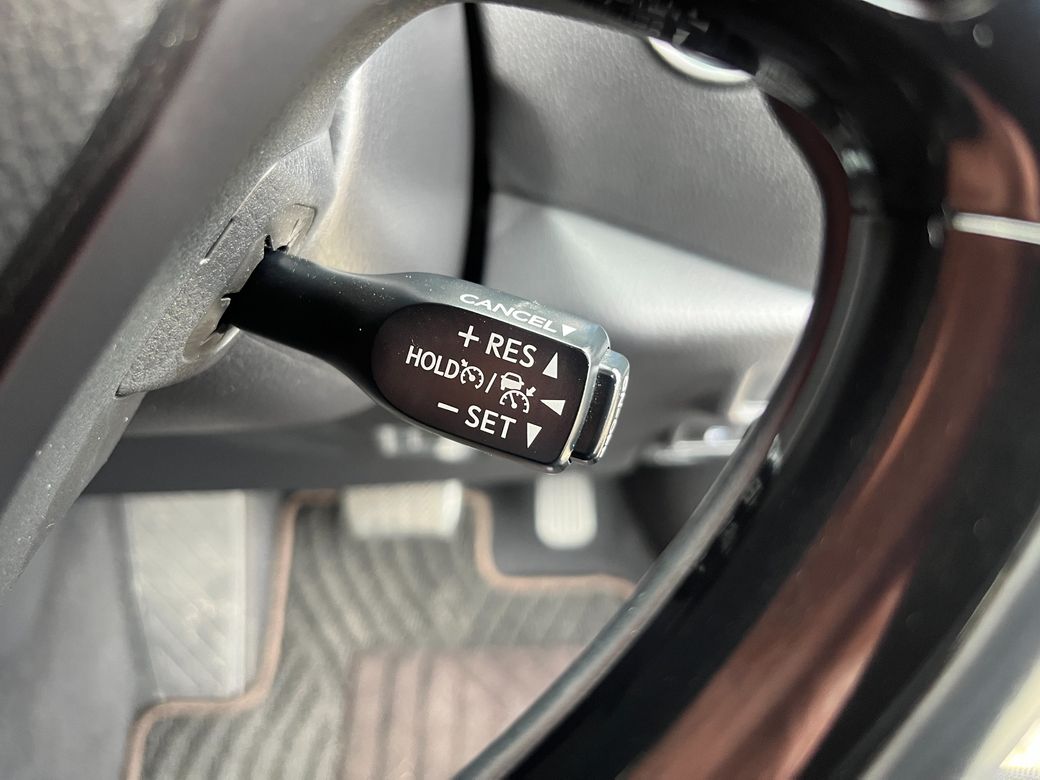 CANCEL▼
+ RES ▲
HOLD / ◀
– SET ▼